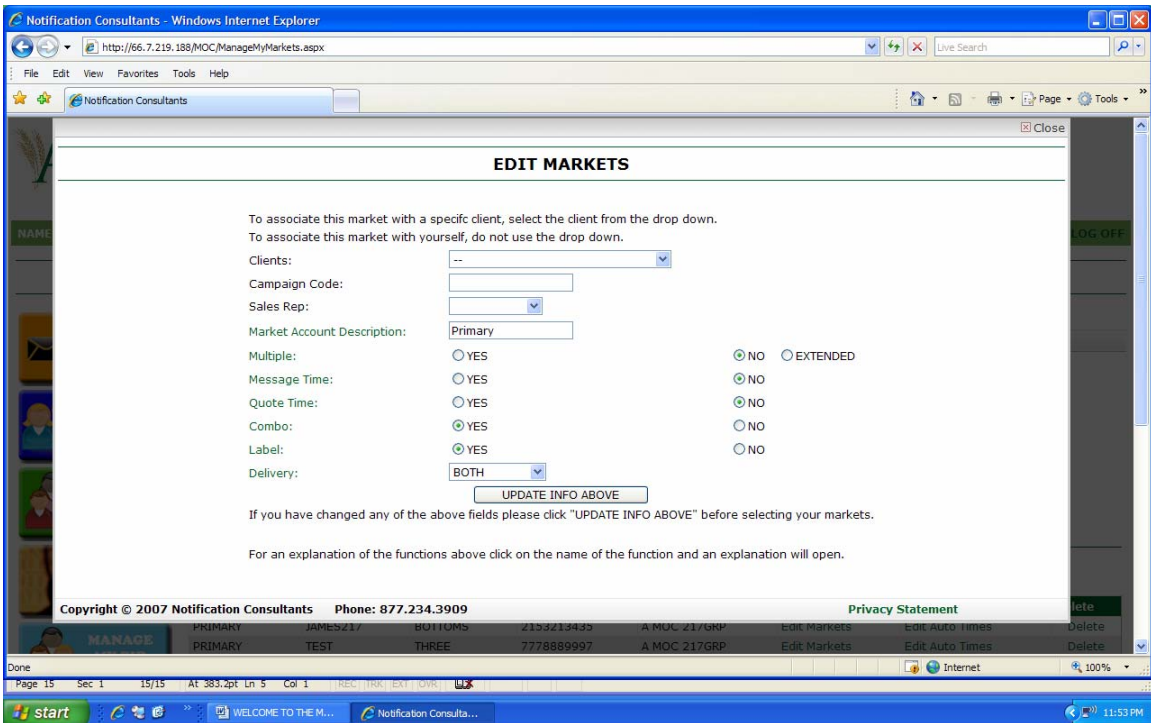 Notification Consultants - Windows Internet Explorer
http://66.7.219.188/MOC/ManageMyMarkets.aspx
Live Search
File Edit View Favorites Tools Help
Notification Consultants
Page Tools »
Close
EDIT MARKETS
To associate this market with a specifc client, select the client from the drop down.
To associate this market with yourself, do not use the drop down.
NAME
LOG OFF
Clients: --
Campaign Code:
Sales Rep:
Market Account Description: Primary
Multiple: YES NO EXTENDED
Message Time: YES NO
Quote Time: YES NO
Combo: YES NO
Label: YES NO
Delivery: BOTH
UPDATE INFO ABOVE
If you have changed any of the above fields please click "UPDATE INFO ABOVE" before selecting your markets.
For an explanation of the functions above click on the name of the function and an explanation will open.
Copyright © 2007 Notification Consultants Phone: 877.234.3909 Privacy Statement
lete
PRIMARY JAMES217 BOTTOMS 2153213435 A MOC 217GRP Edit Markets Edit Auto Times Delete
MANAGE
PRIMARY TEST THREE 7778889997 A MOC 217GRP Edit Markets Edit Auto Times Delete
Done Internet 100%
Page 15 Sec 1 15/15 At 383.2pt Ln 5 Col 1 REC TRK EXT OVR
start » WELCOME TO THE M... Notification Consulta... 11:53 PM